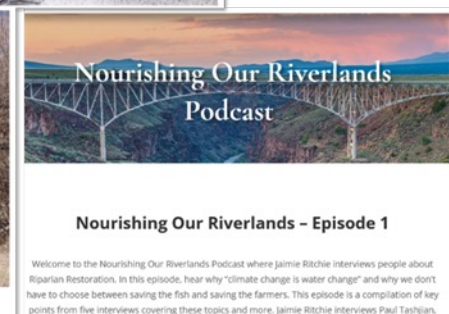 Nourishing Our Riverlands
Podcast
Nourishing Our Riverlands – Episode 1
Welcome to the Nourishing Our Riverlands Podcast where Jaimie Ritchie interviews people about
Riparian Restoration. In this episode, hear why "climate change is water change" and why we don't
have to choose between saving the fish and saving the farmers. This episode is a compilation of key
points from five interviews covering these topics and more. Jaimie Ritchie interviews Paul Tashjian,